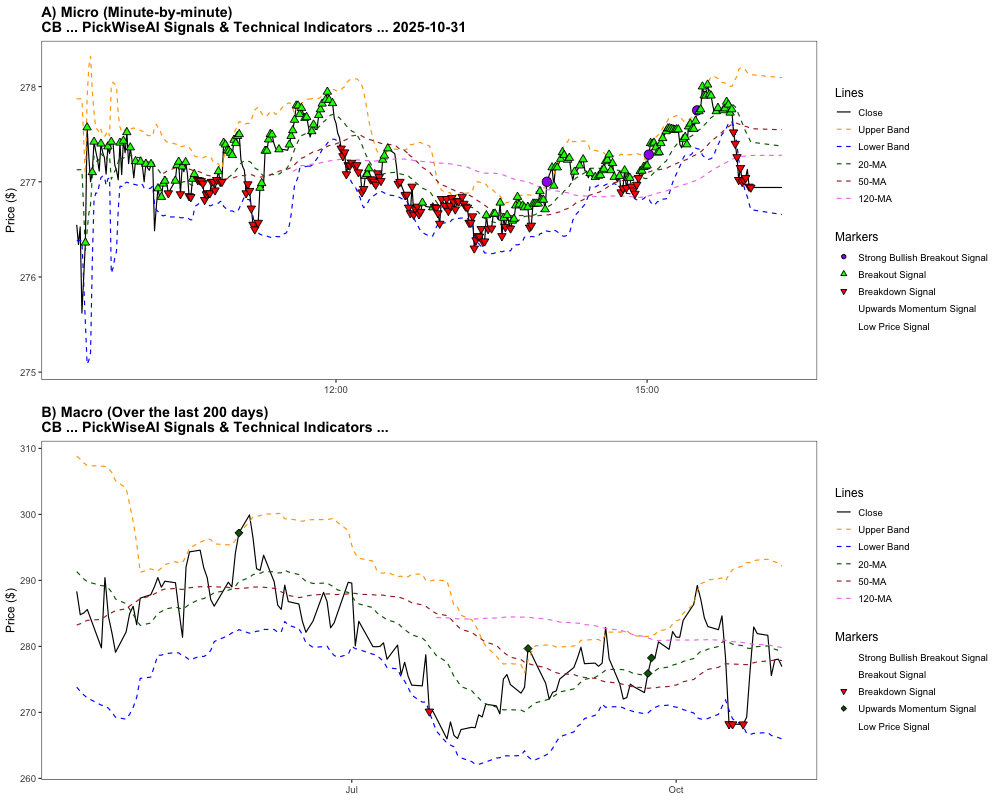 A) Micro (Minute-by-minute)
CB ... PickWiseAI Signals & Technical Indicators ... 2025-10-31
Price ($)
278
277
276
275
12:00
15:00
Lines
Close
Upper Band
Lower Band
20-MA
50-MA
120-MA
Markers
Strong Bullish Breakout Signal
Breakout Signal
Breakdown Signal
Upwards Momentum Signal
Low Price Signal
B) Macro (Over the last 200 days)
CB ... PickWiseAI Signals & Technical Indicators ...
Price ($)
310
300
290
280
270
260
Jul
Oct
Lines
Close
Upper Band
Lower Band
20-MA
50-MA
120-MA
Markers
Strong Bullish Breakout Signal
Breakout Signal
Breakdown Signal
Upwards Momentum Signal
Low Price Signal